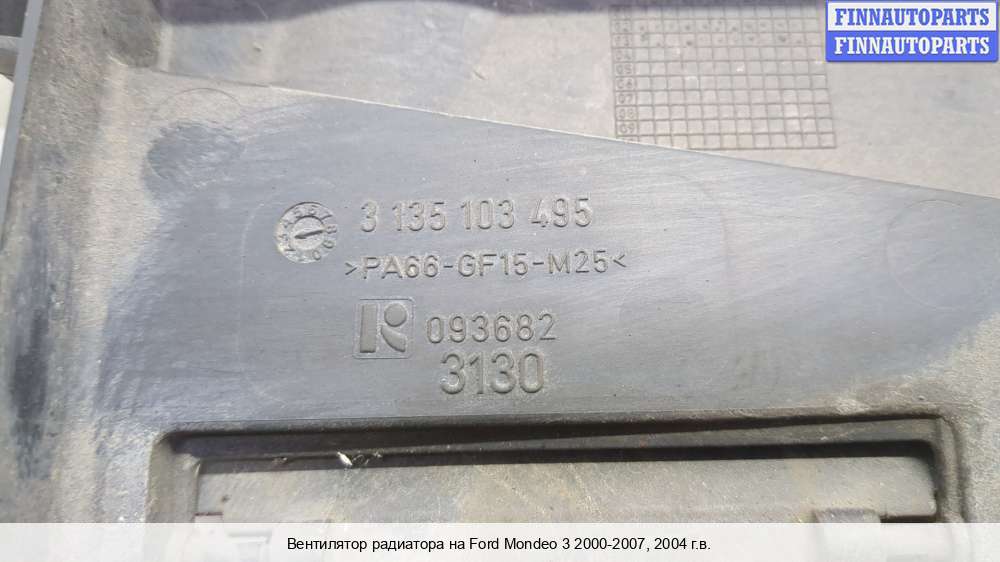 FINNAUTOPARTS
FINNAUTOPARTS
3 135 103 495
>PA66-GF15-M25<
093682
3130
Вентилятор радиатора на Ford Mondeo 3 2000-2007, 2004 г.в.